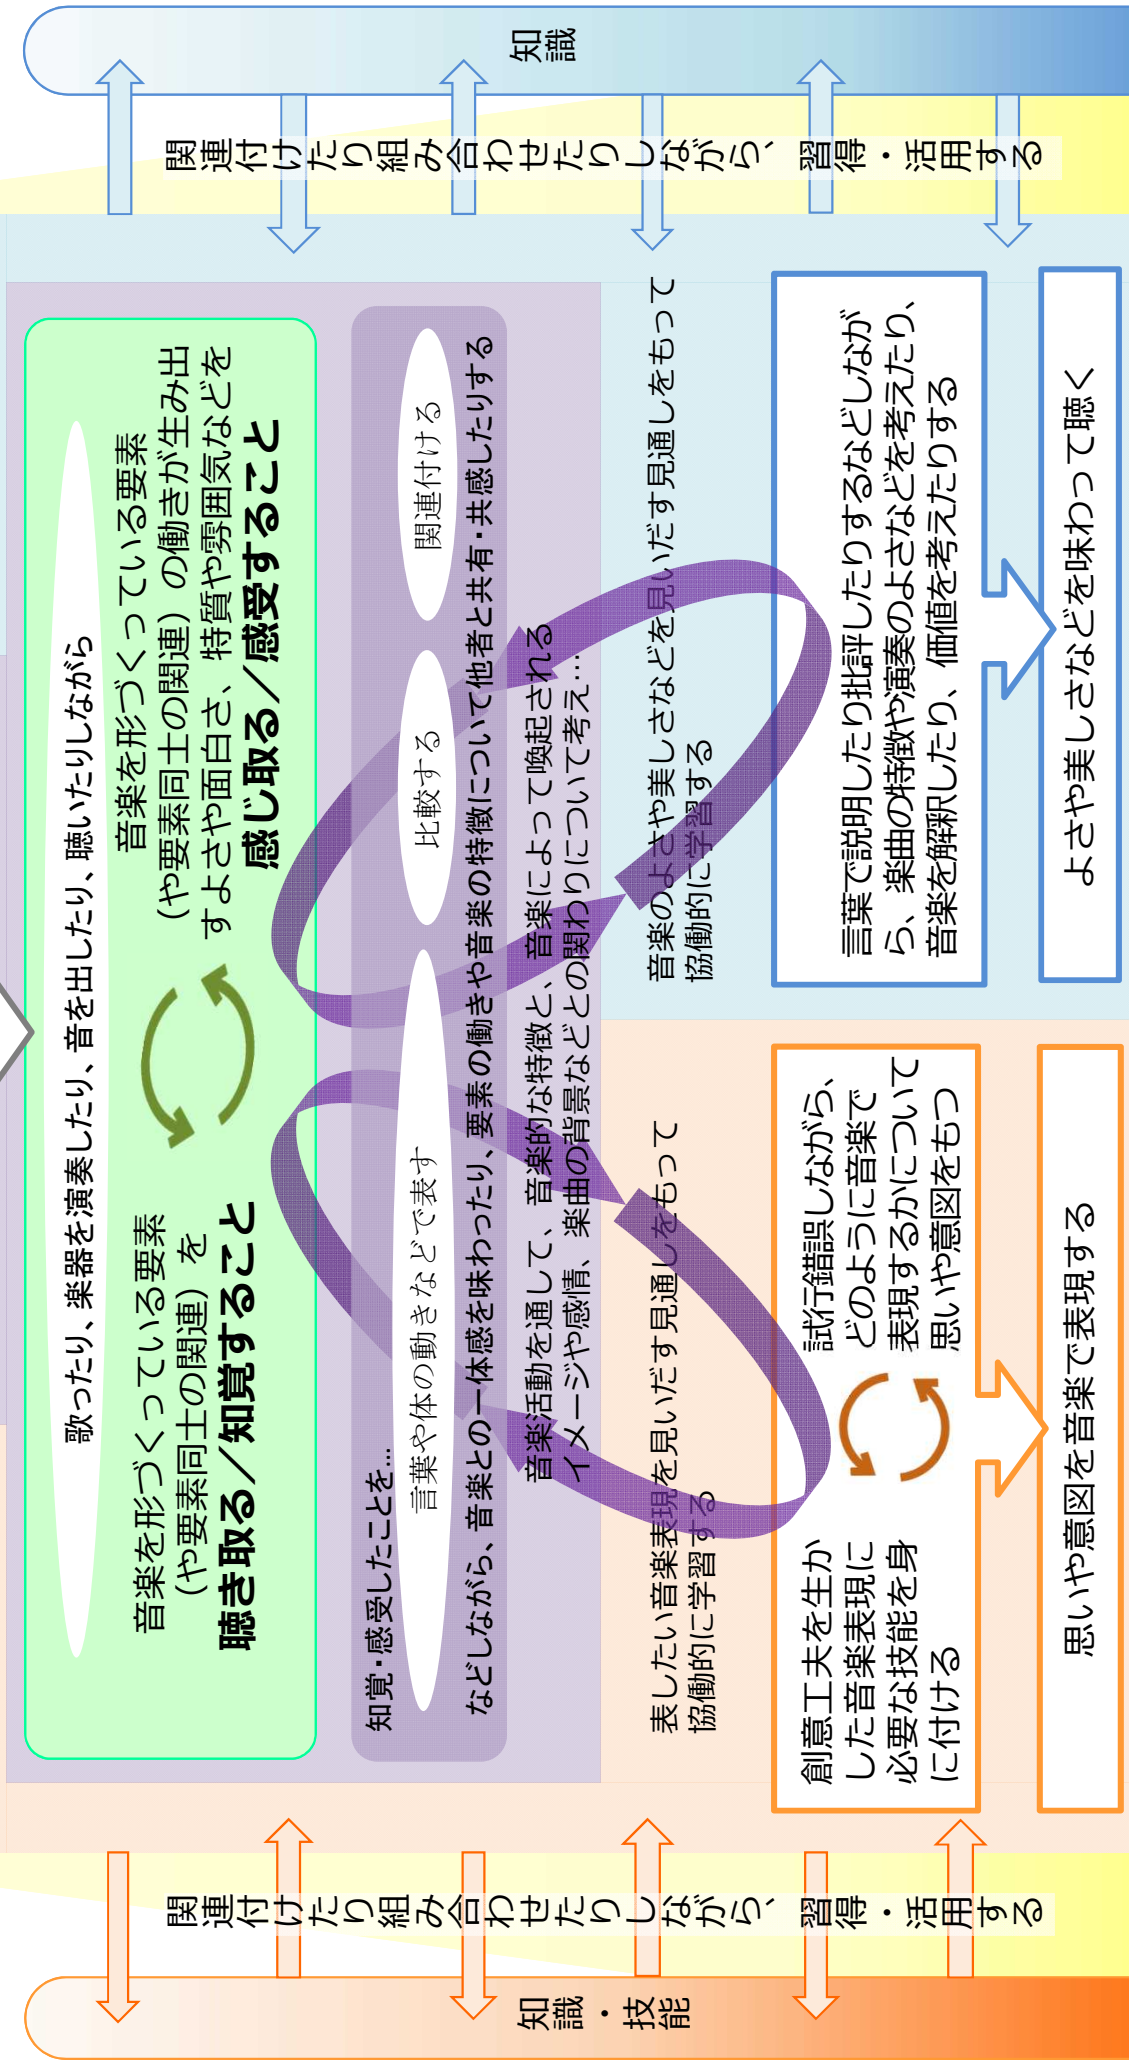 歌ったり、楽器を演奏したり、音を出したり、聴いたりしながら
音楽を形づくっている要素
（や要素同士の関連）を
聴き取る／知覚すること
音楽を形づくっている要素
（や要素同士の関連）の働きが生み出
すよさや面白さ、特質や雰囲気などを
感じ取る／感受すること
知覚・感受したことを…
言葉や体の動きなどで表す
比較する
関連付ける
などしながら、音楽との一体感を味わったり、要素の働きや音楽の特徴について他者と共有・共感したりする
音楽活動を通して、音楽的な特徴と、音楽によって喚起される
イメージや感情、楽曲の背景などとの関わりについて考え…
表したい音楽表現を見いだす見通しをもって
協働的に学習する
音楽のよさや美しさなどを見いだす見通しをもって
協働的に学習する
創意工夫を生か
した音楽表現に
必要な技能を身
に付ける
試行錯誤しながら、
どのように音楽で
表現するかについて
思いや意図をもつ
言葉で説明したり批評したりするなどしなが
ら、楽曲の特徴や演奏のよさなどを考えたり、
音楽を解釈したり、価値を考えたりする
思いや意図を音楽で表現する
よさや美しさなどを味わって聴く
知識・技能
関連付けたり組み合わせたりしながら、習得・活用する
関連付けたり組み合わせたりしながら、習得・活用する
知識